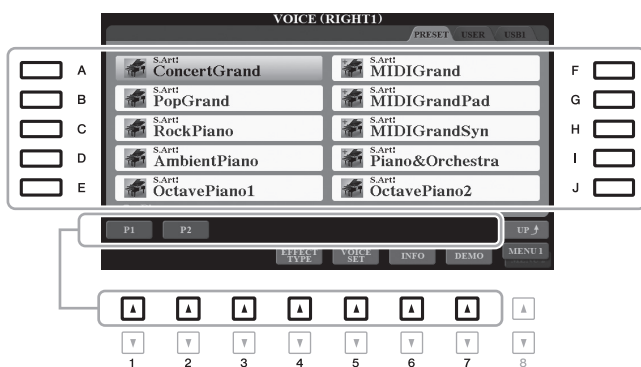 VOICE (RIGHT1)
PRESET USER USB1
A S.Art! ConcertGrand S.Art! MIDIGrand F
B S.Art! PopGrand S.Art! MIDIGrandPad G
C S.Art! RockPiano S.Art! MIDIGrandSyn H
D S.Art! AmbientPiano S.Art! Piano&Orchestra I
E S.Art! OctavePiano1 S.Art! OctavePiano2 J
P1 P2 UP
EFFECT TYPE VOICE SET INFO DEMO MENU 1
1 2 3 4 5 6 7 8